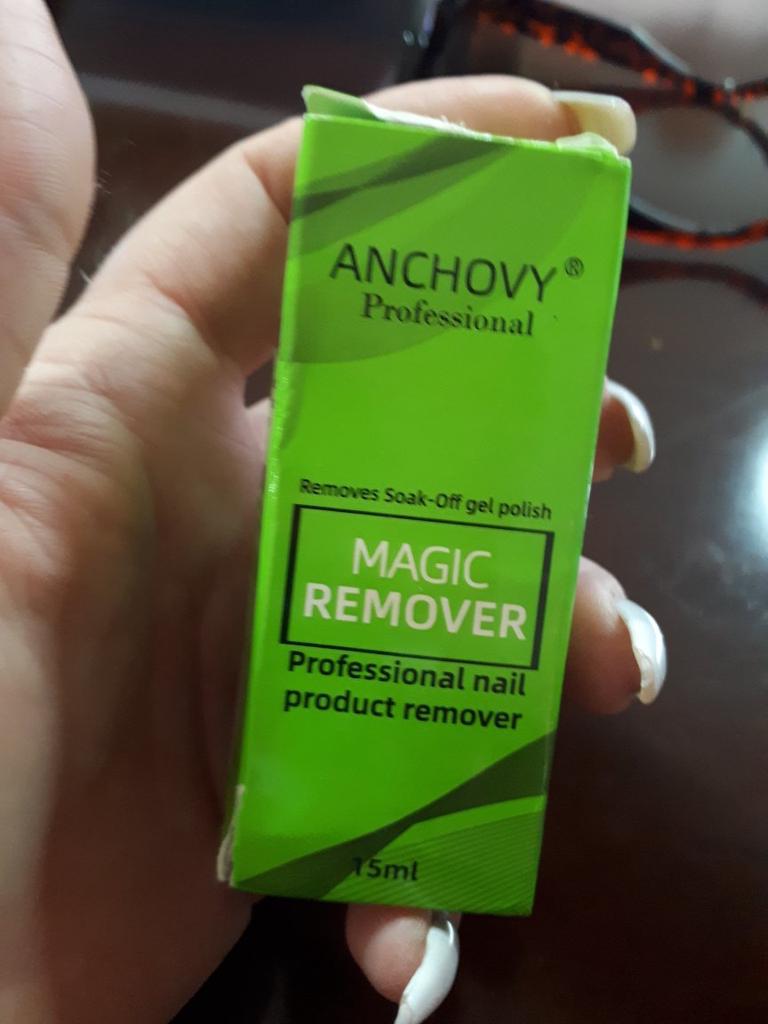 ANCHOVY®
Professional
Removes Soak-Off gel polish
MAGIC
REMOVER
Professional nail
product remover
15ml